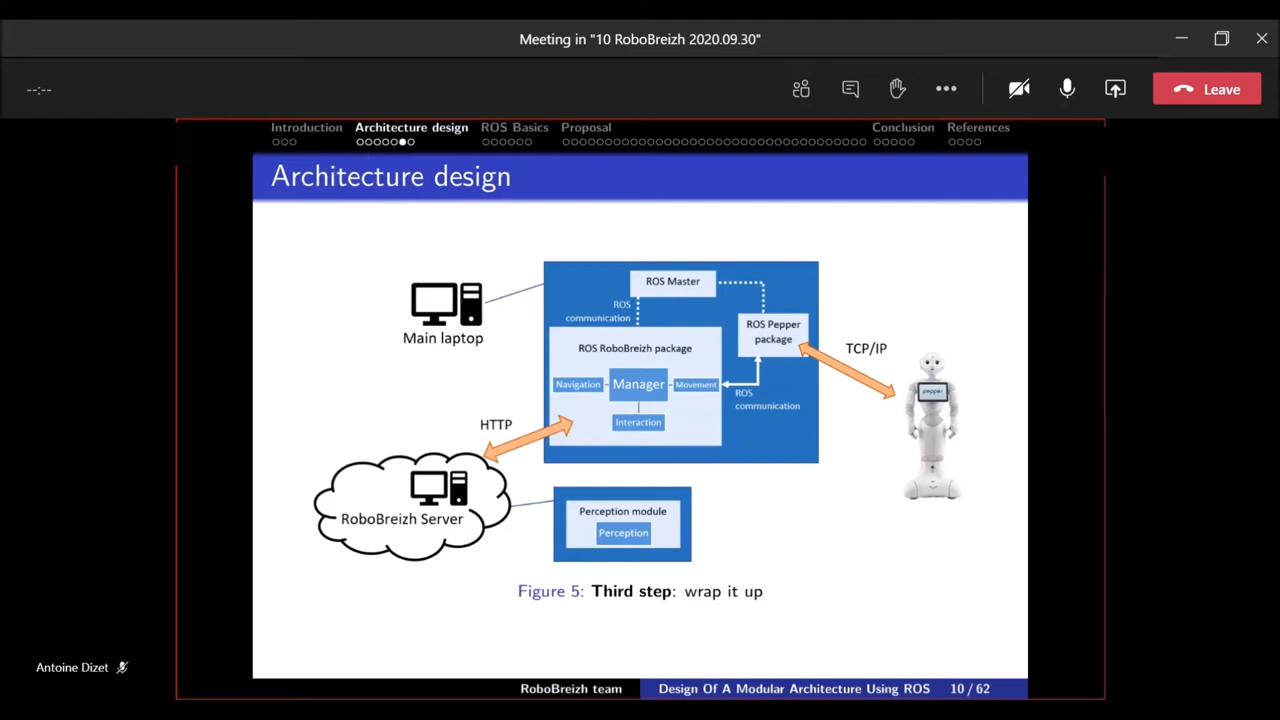 Meeting in "10 RoboBreizh 2020.09.30"
--:--
Leave
Introduction
Architecture design
ROS Basics
Proposal
Conclusion
References
Architecture design
ROS Master
ROS
communication
ROS Pepper
package
Main laptop
ROS RoboBreizh package
TCP/IP
Navigation
Manager
Movement
pepper
ROS
communication
HTTP
Interaction
RoboBreizh Server
Perception module
Perception
Figure 5: Third step: wrap it up
Antoine Dizet
RoboBreizh team
Design Of A Modular Architecture Using ROS
10 / 62